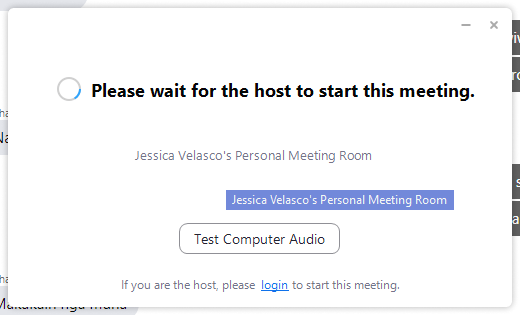 Please wait for the host to start this meeting.
Jessica Velasco's Personal Meeting Room
Jessica Velasco's Personal Meeting Room
Test Computer Audio
If you are the host, please login to start this meeting.